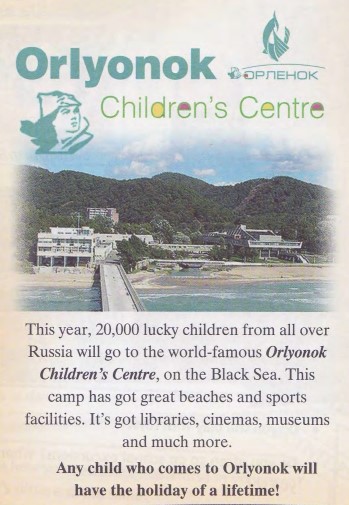 Orlyonok
ОРЛЕНОК
Children's Centre
This year, 20,000 lucky children from all over
Russia will go to the world-famous Orlyonok
Children's Centre, on the Black Sea. This
camp has got great beaches and sports
facilities. It's got libraries, cinemas, museums
and much more.
Any child who comes to Orlyonok will
have the holiday of a lifetime!